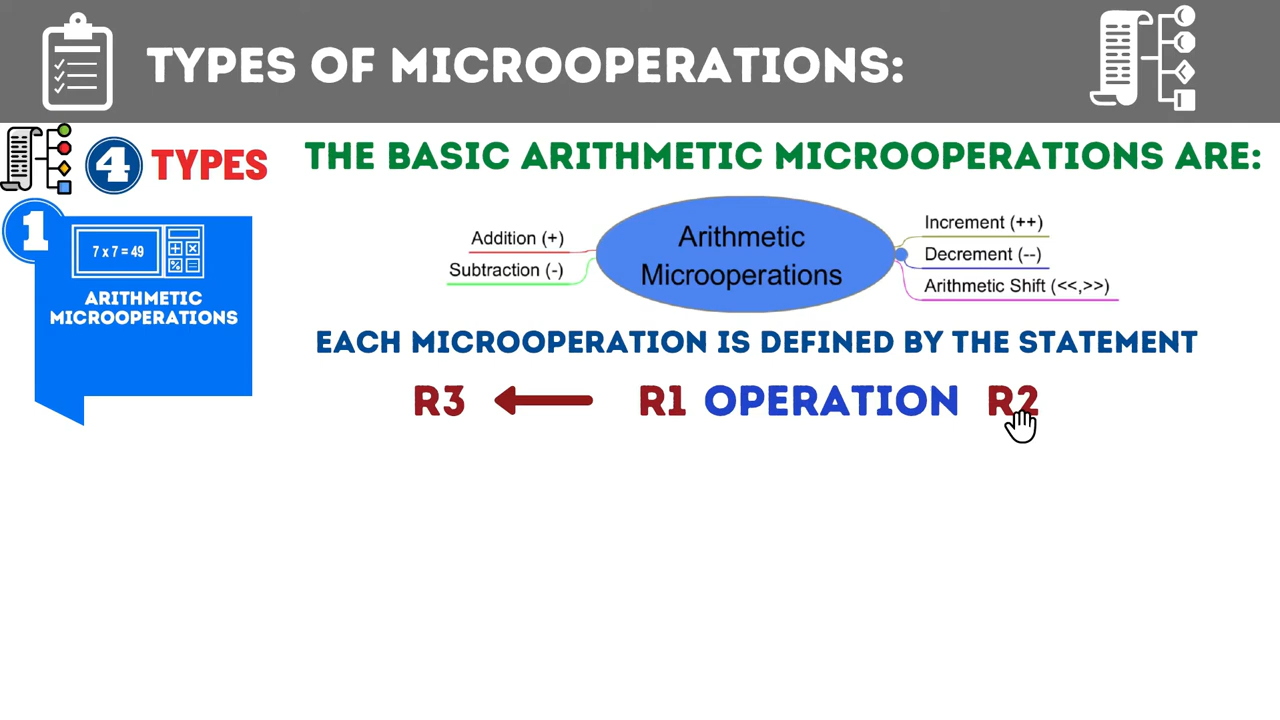 TYPES OF MICROOPERATIONS:
4 TYPES
THE BASIC ARITHMETIC MICROOPERATIONS ARE:
1
7 x 7 = 49
ARITHMETIC
MICROOPERATIONS
Addition (+)
Subtraction (-)
Arithmetic
Microoperations
Increment (++)
Decrement (--)
Arithmetic Shift (<<,>>)
EACH MICROOPERATION IS DEFINED BY THE STATEMENT
R3 ← R1 OPERATION R2